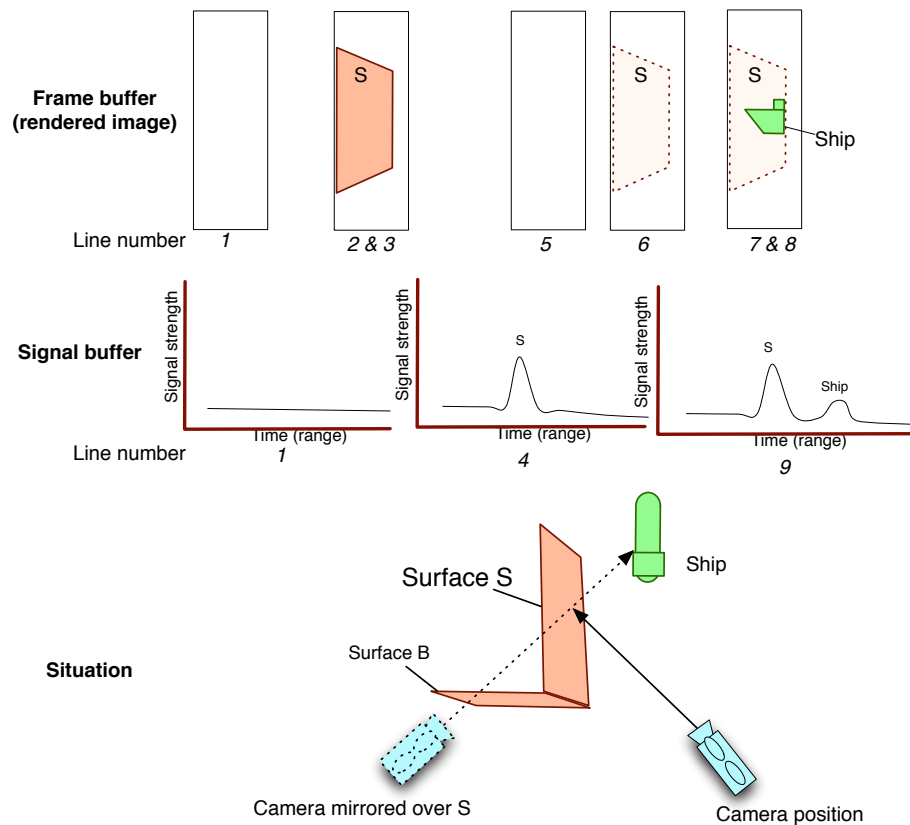 S
S
S
Frame buffer
(rendered image)
Ship
Line number
1
2 & 3
5
6
7 & 8
Signal strength
Signal strength
Signal strength
S
S
Ship
Signal buffer
Time (range)
Time (range)
Time (range)
Line number
1
4
9
Ship
Surface S
Surface B
Situation
Camera mirrored over S
Camera position